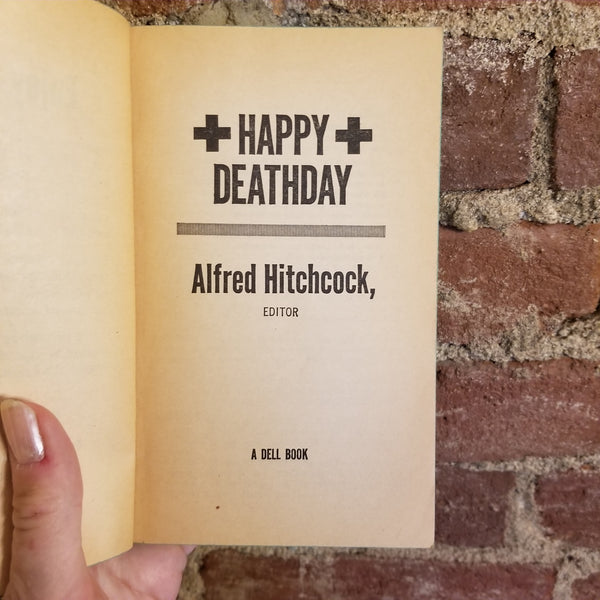 + HAPPY +
DEATHDAY
Alfred Hitchcock,
EDITOR
A DELL BOOK